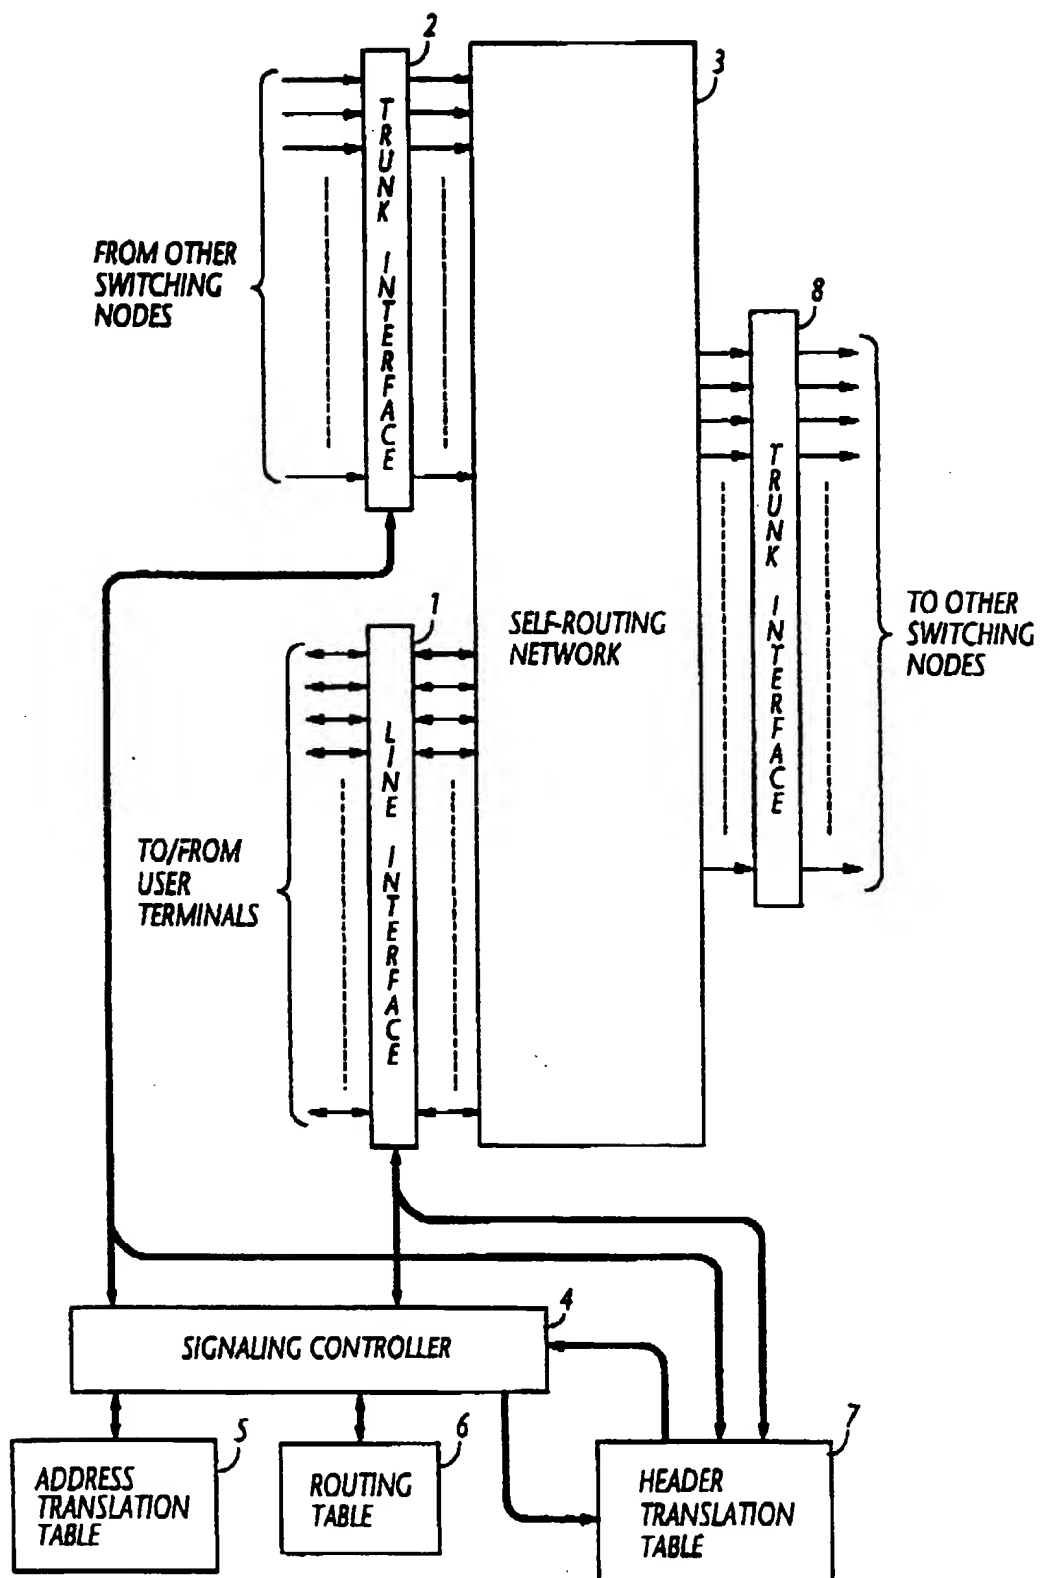 2
3
TRUNK INTERFACE
FROM OTHER
SWITCHING
NODES
8
TRUNK INTERFACE
1
SELF-ROUTING
NETWORK
TO OTHER
SWITCHING
NODES
LINE INTERFACE
TO/FROM
USER
TERMINALS
4
SIGNALING CONTROLLER
5
ADDRESS
TRANSLATION
TABLE
6
ROUTING
TABLE
7
HEADER
TRANSLATION
TABLE